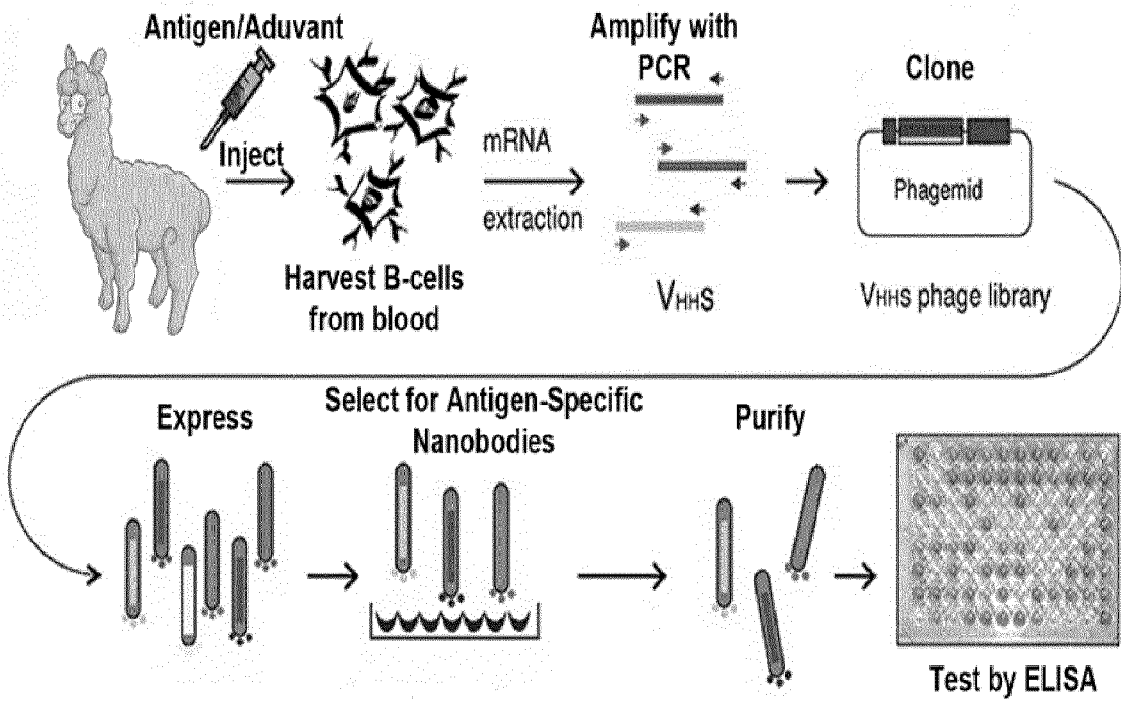 Antigen/Aduvant
Inject
Harvest B-cells
from blood
mRNA
extraction
Amplify with
PCR
VHHS
Clone
Phagemid
VHHS phage library
Express
Select for Antigen-Specific
Nanobodies
Purify
Test by ELISA